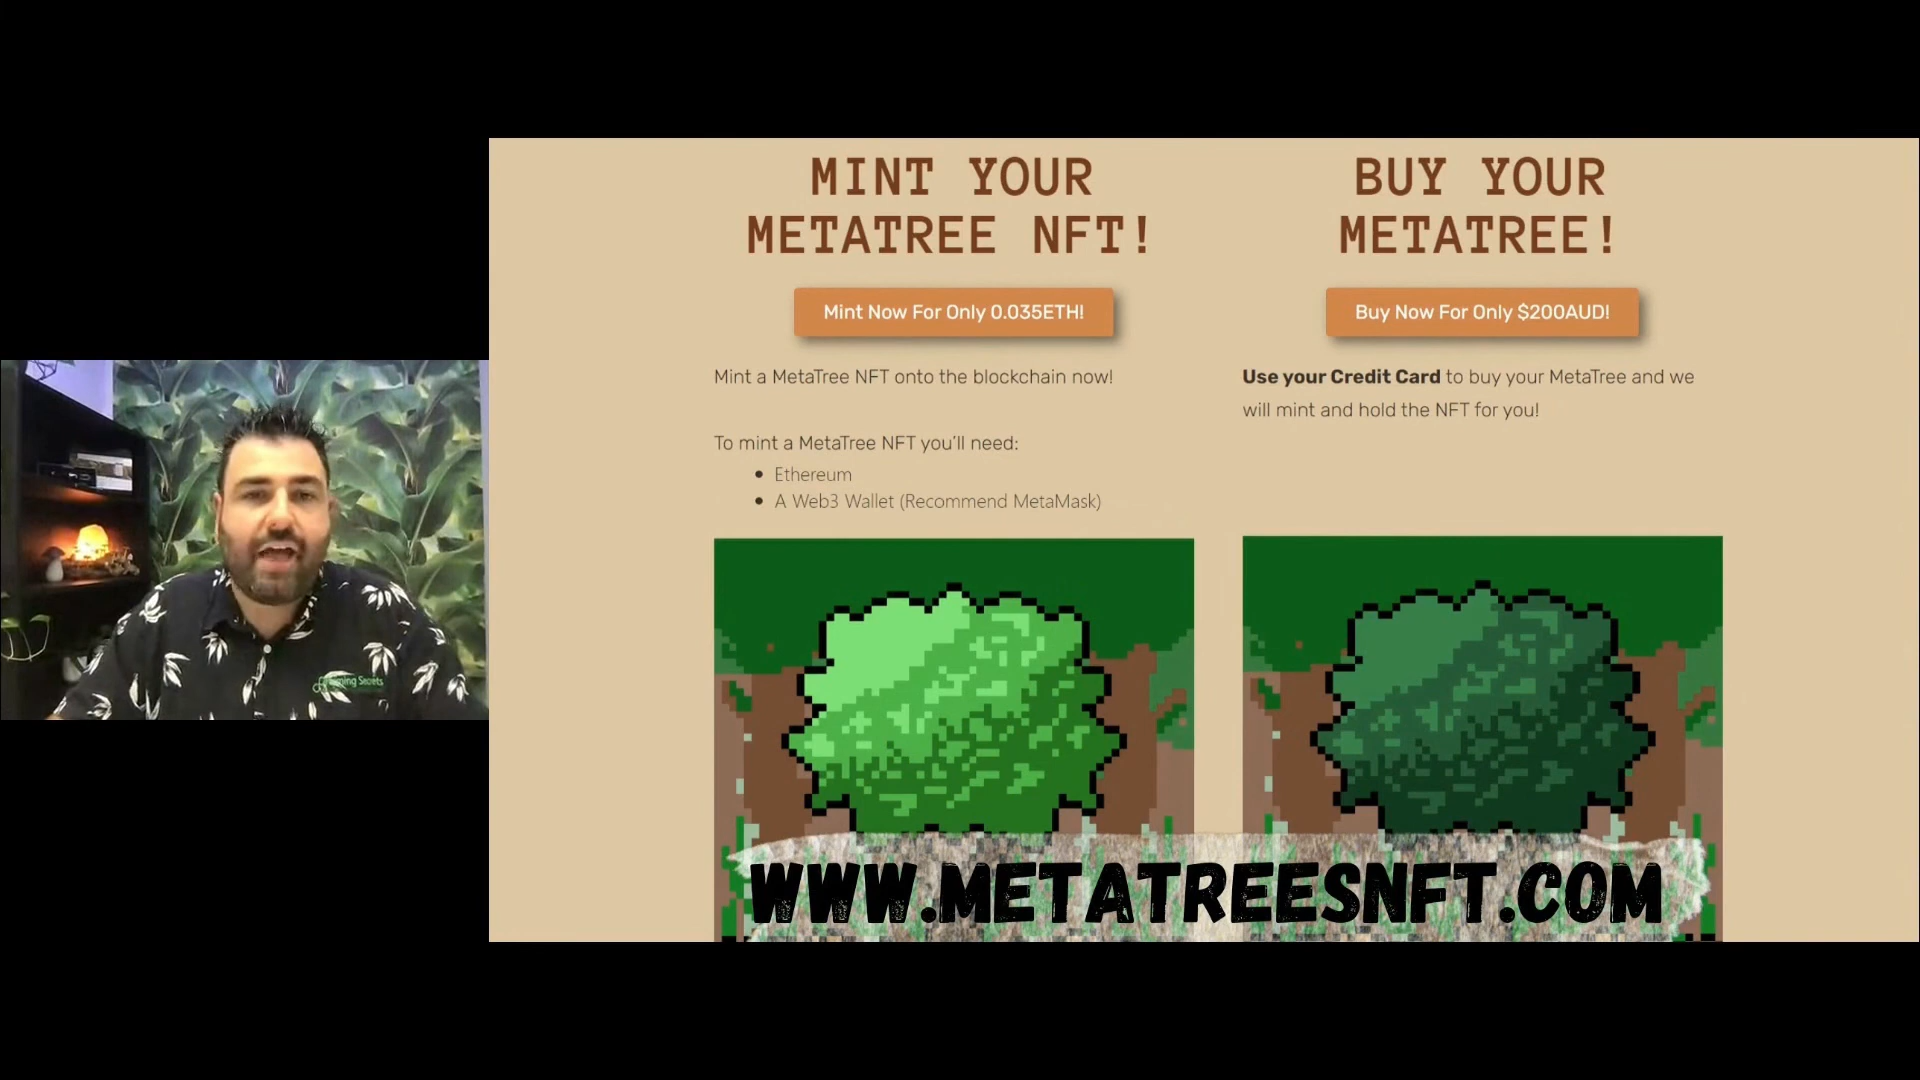 MINT YOUR
METATREE NFT!
Mint Now For Only 0.035ETH!
Mint a MetaTree NFT onto the blockchain now!
To mint a MetaTree NFT you'll need:
Ethereum
A Web3 Wallet (Recommend MetaMask)
BUY YOUR
METATREE!
Buy Now For Only $200AUD!
Use your Credit Card to buy your MetaTree and we
will mint and hold the NFT for you!
WWW.METATREESNFT.COM
Secrets